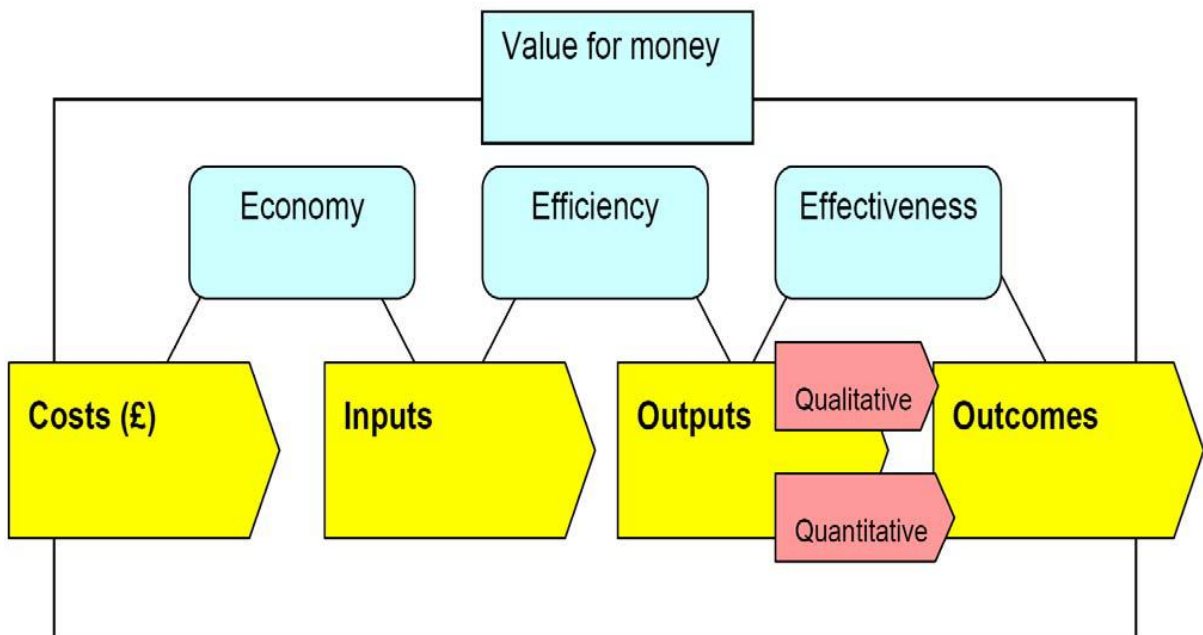 Value for money
Economy
Efficiency
Effectiveness
Costs (£)
Inputs
Outputs
Qualitative
Quantitative
Outcomes